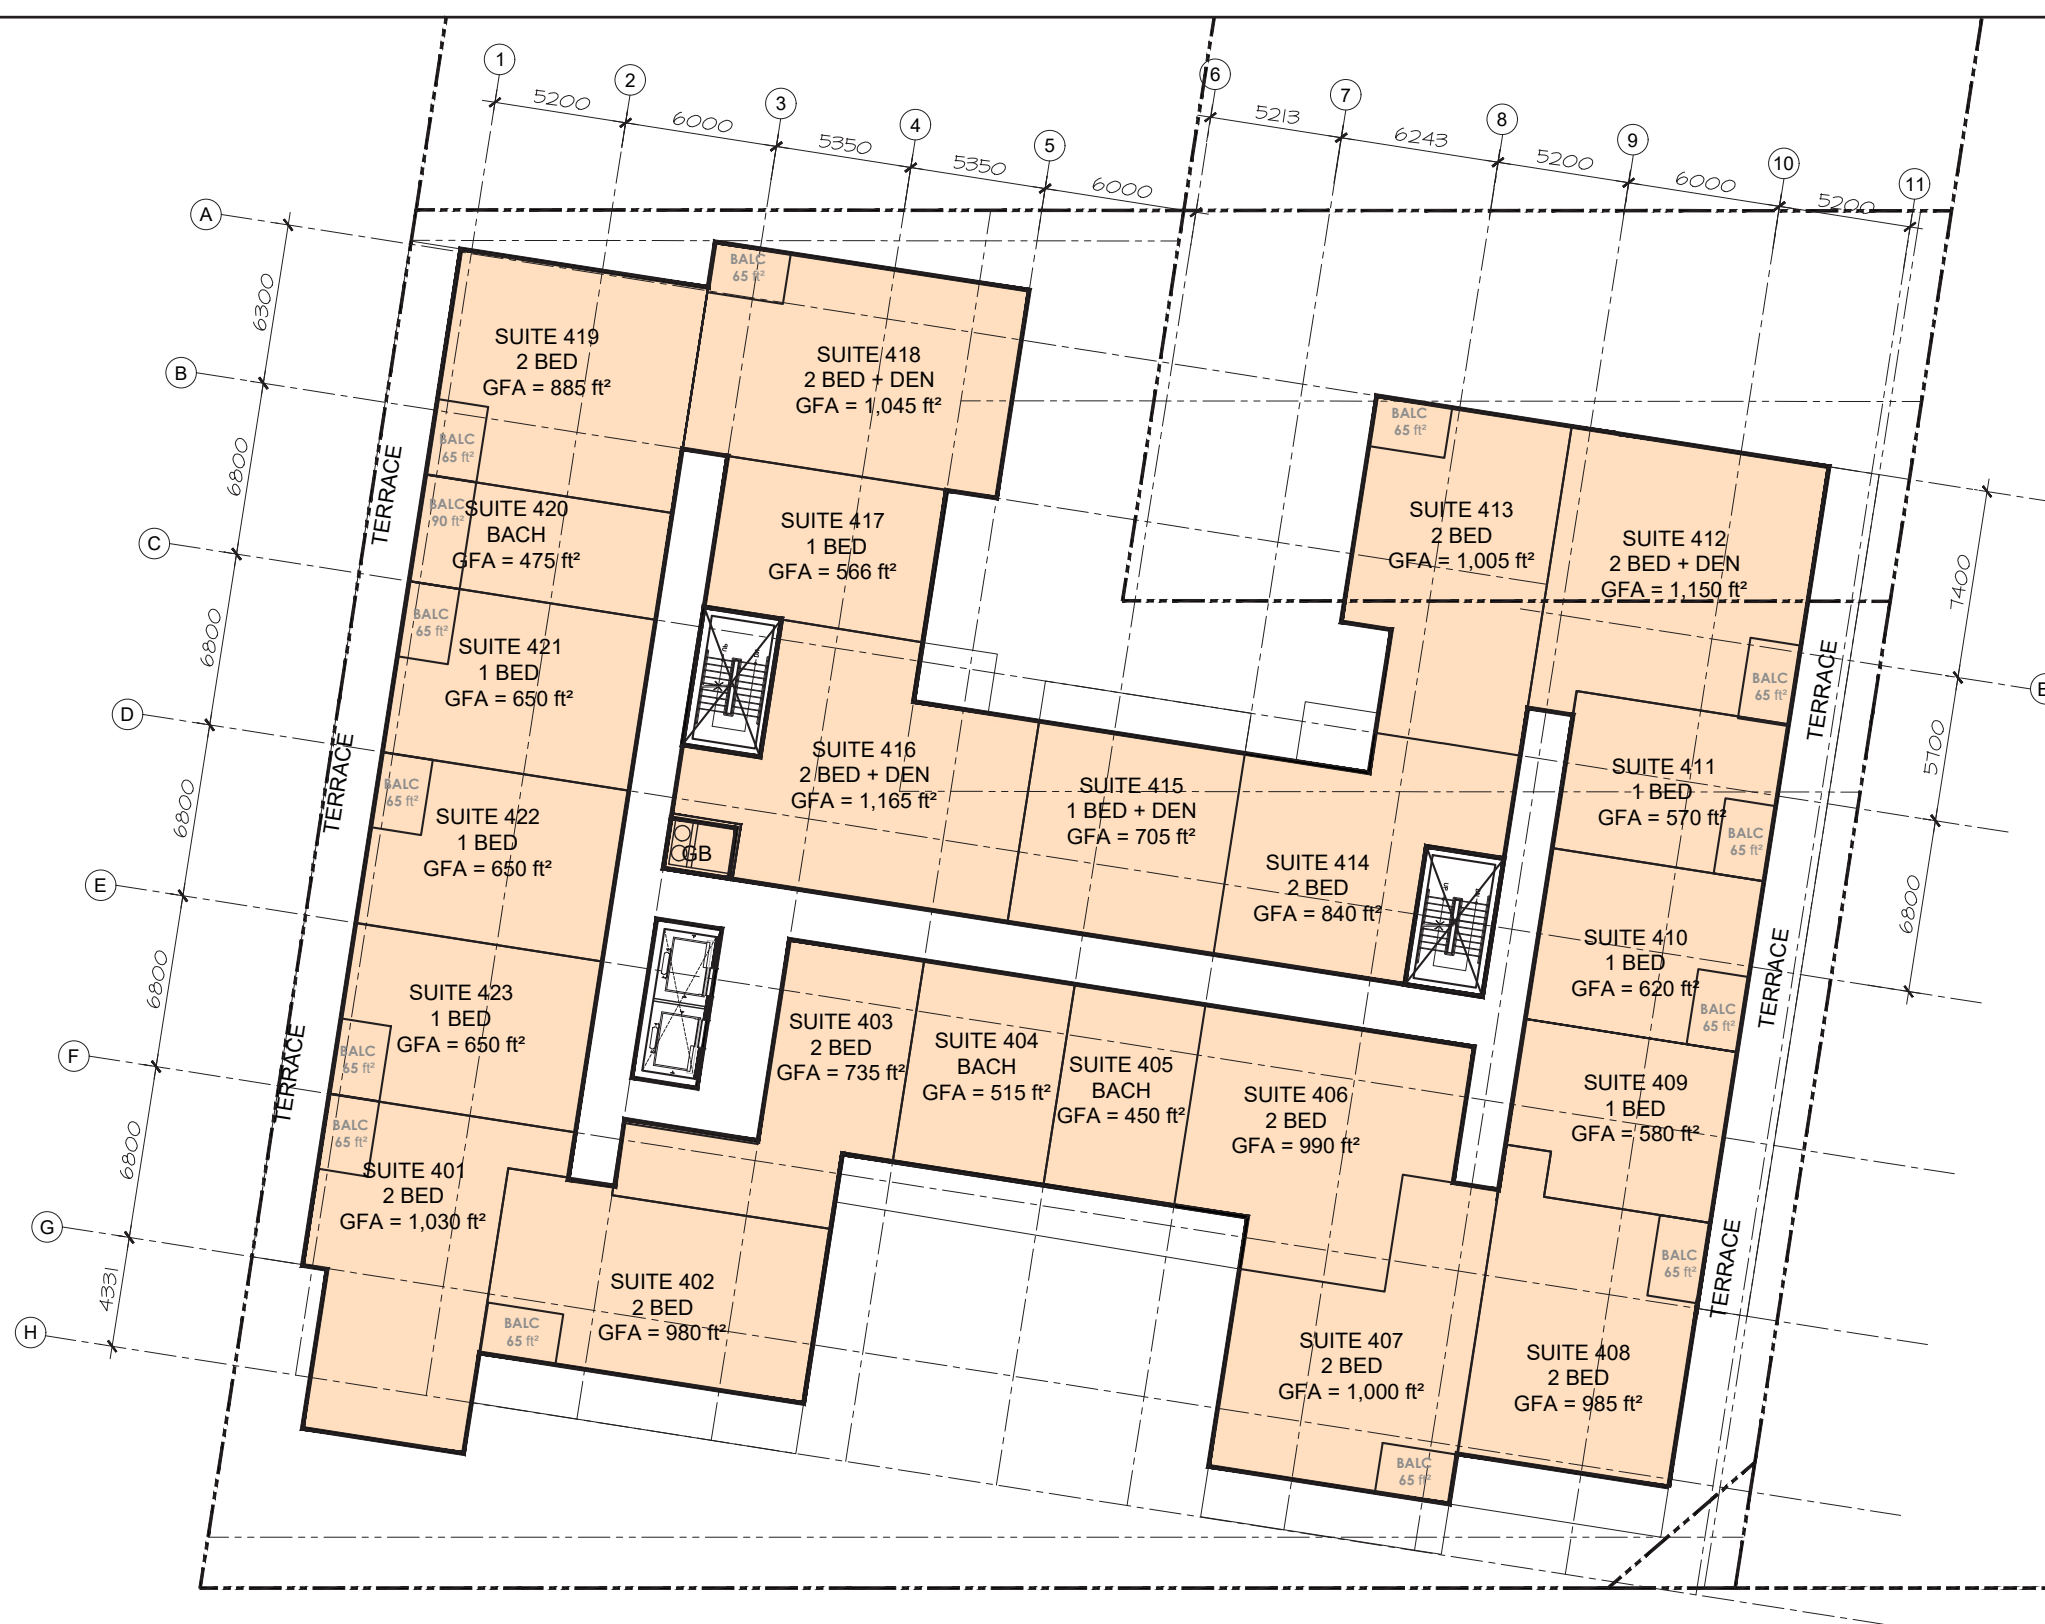 1
2
3
4
5
6
7
8
9
10
11
5200
6000
5350
5350
6000
5213
6243
5200
6000
5200
A
B
C
D
E
F
G
H
6300
6800
6800
6800
6800
6800
4331
7400
5700
6800
E
SUITE 419
2 BED
GFA = 885 ft²
BALC
65 ft²
BALC
65 ft²
SUITE 418
2 BED + DEN
GFA = 1,045 ft²
BALC
90 ft²
SUITE 420
BACH
GFA = 475 ft²
SUITE 417
1 BED
GFA = 566 ft²
BALC
65 ft²
SUITE 413
2 BED
GFA = 1,005 ft²
SUITE 412
2 BED + DEN
GFA = 1,150 ft²
BALC
65 ft²
BALC
65 ft²
SUITE 421
1 BED
GFA = 650 ft²
SUITE 416
2 BED + DEN
GFA = 1,165 ft²
SUITE 415
1 BED + DEN
GFA = 705 ft²
SUITE 411
1 BED
GFA = 570 ft²
BALC
65 ft²
BALC
65 ft²
SUITE 422
1 BED
GFA = 650 ft²
GB
SUITE 414
2 BED
GFA = 840 ft²
SUITE 410
1 BED
GFA = 620 ft²
BALC
65 ft²
SUITE 423
1 BED
GFA = 650 ft²
BALC
65 ft²
SUITE 403
2 BED
GFA = 735 ft²
SUITE 404
BACH
GFA = 515 ft²
SUITE 405
BACH
GFA = 450 ft²
SUITE 406
2 BED
GFA = 990 ft²
SUITE 409
1 BED
GFA = 580 ft²
BALC
65 ft²
SUITE 401
2 BED
GFA = 1,030 ft²
SUITE 402
2 BED
GFA = 980 ft²
BALC
65 ft²
BALC
65 ft²
SUITE 407
2 BED
GFA = 1,000 ft²
SUITE 408
2 BED
GFA = 985 ft²
BALC
65 ft²
TERRACE
TERRACE
TERRACE
TERRACE
TERRACE
TERRACE